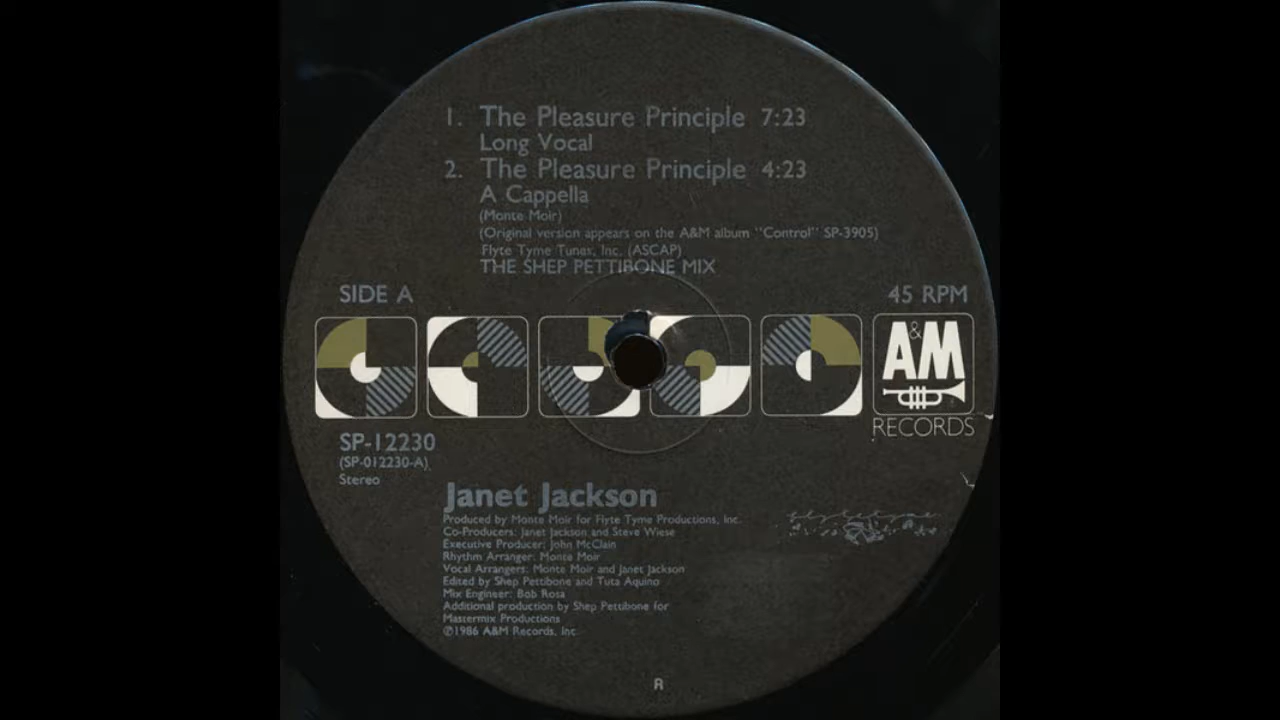 1. The Pleasure Principle 7:23
Long Vocal
2. The Pleasure Principle 4:23
A Cappella
(Monte Moir)
(Original version appears on the A&M album "Control" SP-3905)
Flyte Tyme Tunes, Inc. (ASCAP)
THE SHEP PETTIBONE MIX
SIDE A
45 RPM
A&M
RECORDS
SP-12230
(SP-012230-A)
Stereo
Janet Jackson
Produced by Monte Moir for Flyte Tyme Productions, Inc.
Co-Producers: Janet Jackson and Steve Wiese
Executive Producer: John McClain
Rhythm Arranger: Monte Moir
Vocal Arrangers: Monte Moir and Janet Jackson
Edited by Shep Pettibone and Tuta Aquino
Mix Engineer: Bob Rosa
Additional production by Shep Pettibone for
Mastermix Productions
©1986 A&M Records, Inc.
flytetyme
R